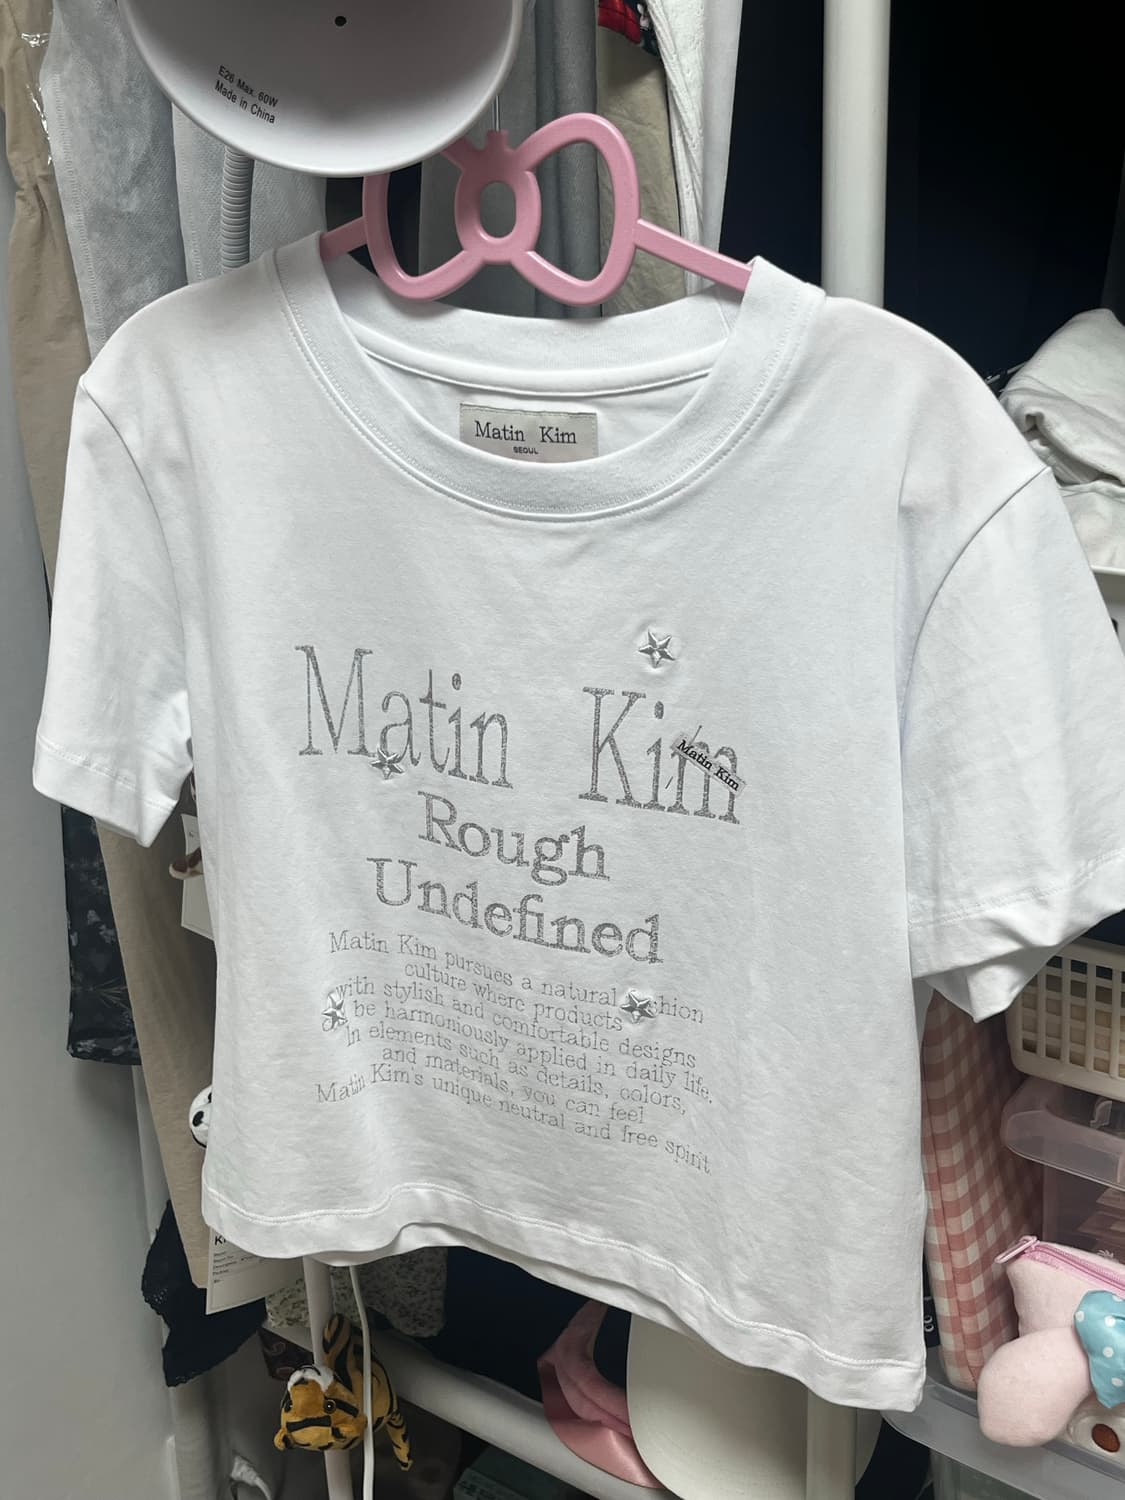 E26 Max. 60W
Made in China
Matin Kim
SEOUL
Matin Kim
Matin Kim
Rough
Undefined
Matin Kim pursues a natural shion
culture where products
with stylish and comfortable designs
be harmoniously applied in daily life.
In elements such as details, colors,
and materials, you can feel
Matin Kim's unique neutral and free spirit